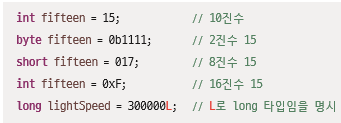 int fifteen = 15; // 10진수
byte fifteen = 0b1111; // 2진수 15
short fifteen = 017; // 8진수 15
int fifteen = 0xF; // 16진수 15
long lightSpeed = 300000L; // L로 long 타입임을 명시